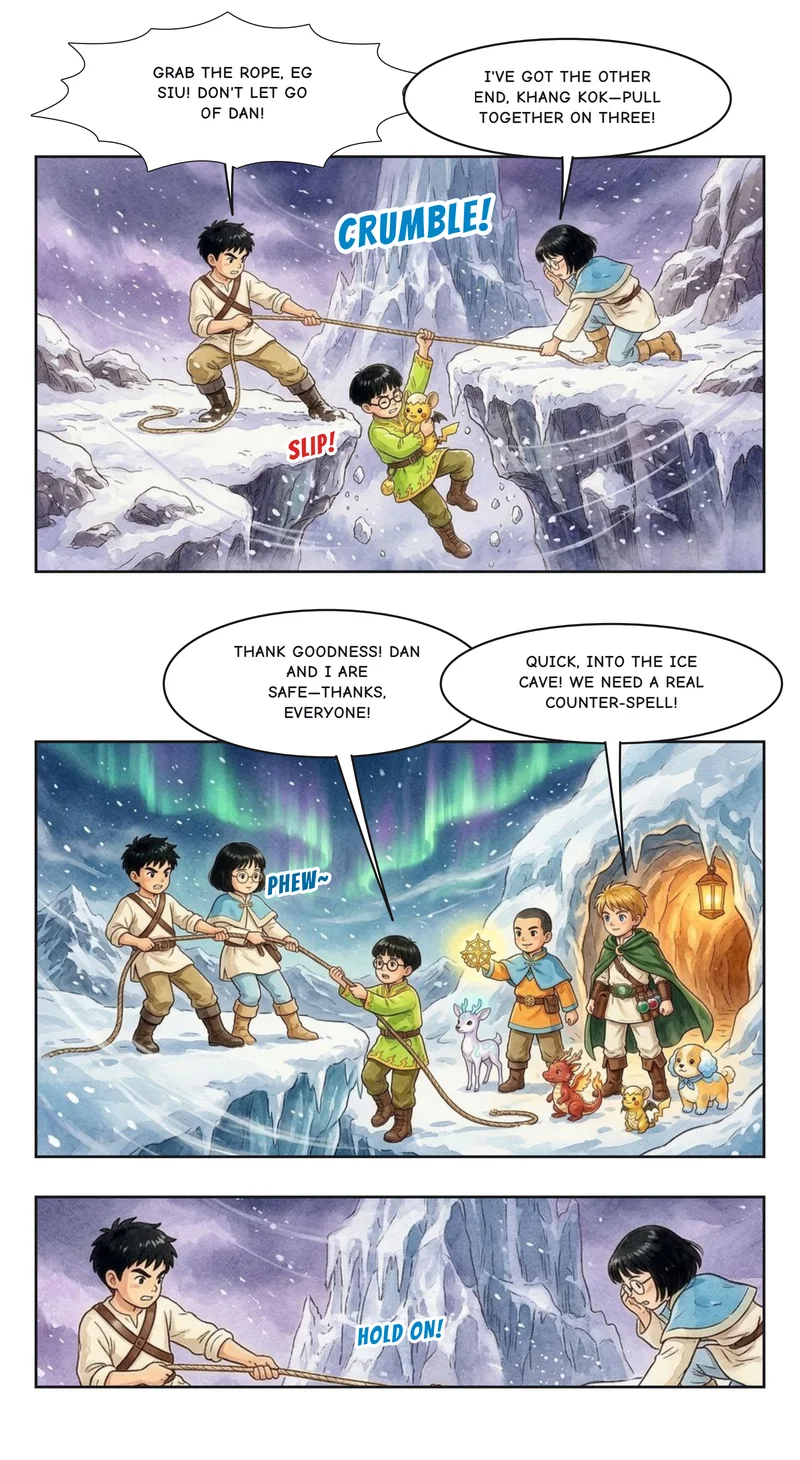 GRAB THE ROPE, EG
SIU! DON'T LET GO
OF DAN!
I'VE GOT THE OTHER
END, KHANG KOK—PULL
TOGETHER ON THREE!
CRUMBLE!
SLIP!
THANK GOODNESS! DAN
AND I ARE
SAFE—THANKS,
EVERYONE!
QUICK, INTO THE ICE
CAVE! WE NEED A REAL
COUNTER-SPELL!
PHEW~
HOLD ON!